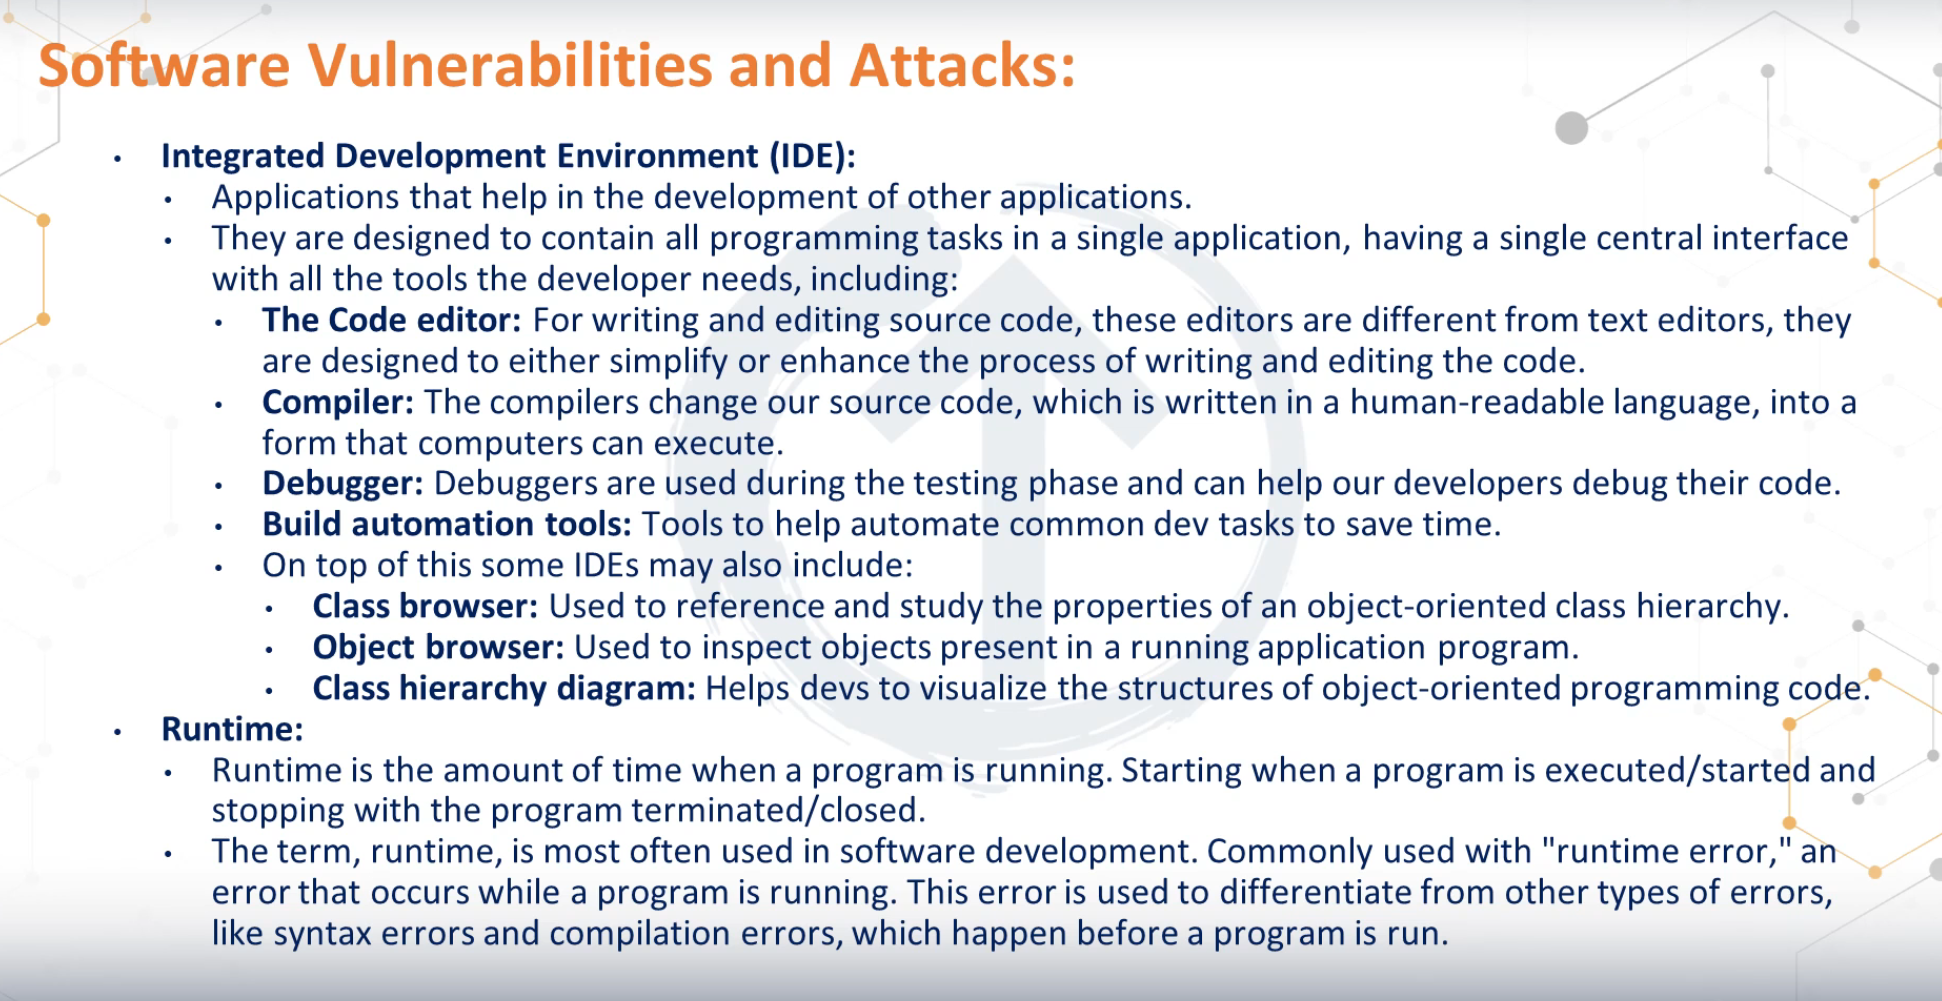 Software Vulnerabilities and Attacks:
• Integrated Development Environment (IDE):
• Applications that help in the development of other applications.
• They are designed to contain all programming tasks in a single application, having a single central interface
with all the tools the developer needs, including:
• The Code editor: For writing and editing source code, these editors are different from text editors, they
are designed to either simplify or enhance the process of writing and editing the code.
• Compiler: The compilers change our source code, which is written in a human-readable language, into a
form that computers can execute.
• Debugger: Debuggers are used during the testing phase and can help our developers debug their code.
• Build automation tools: Tools to help automate common dev tasks to save time.
• On top of this some IDEs may also include:
• Class browser: Used to reference and study the properties of an object-oriented class hierarchy.
• Object browser: Used to inspect objects present in a running application program.
• Class hierarchy diagram: Helps devs to visualize the structures of object-oriented programming code.
• Runtime:
• Runtime is the amount of time when a program is running. Starting when a program is executed/started and
stopping with the program terminated/closed.
• The term, runtime, is most often used in software development. Commonly used with "runtime error," an
error that occurs while a program is running. This error is used to differentiate from other types of errors,
like syntax errors and compilation errors, which happen before a program is run.